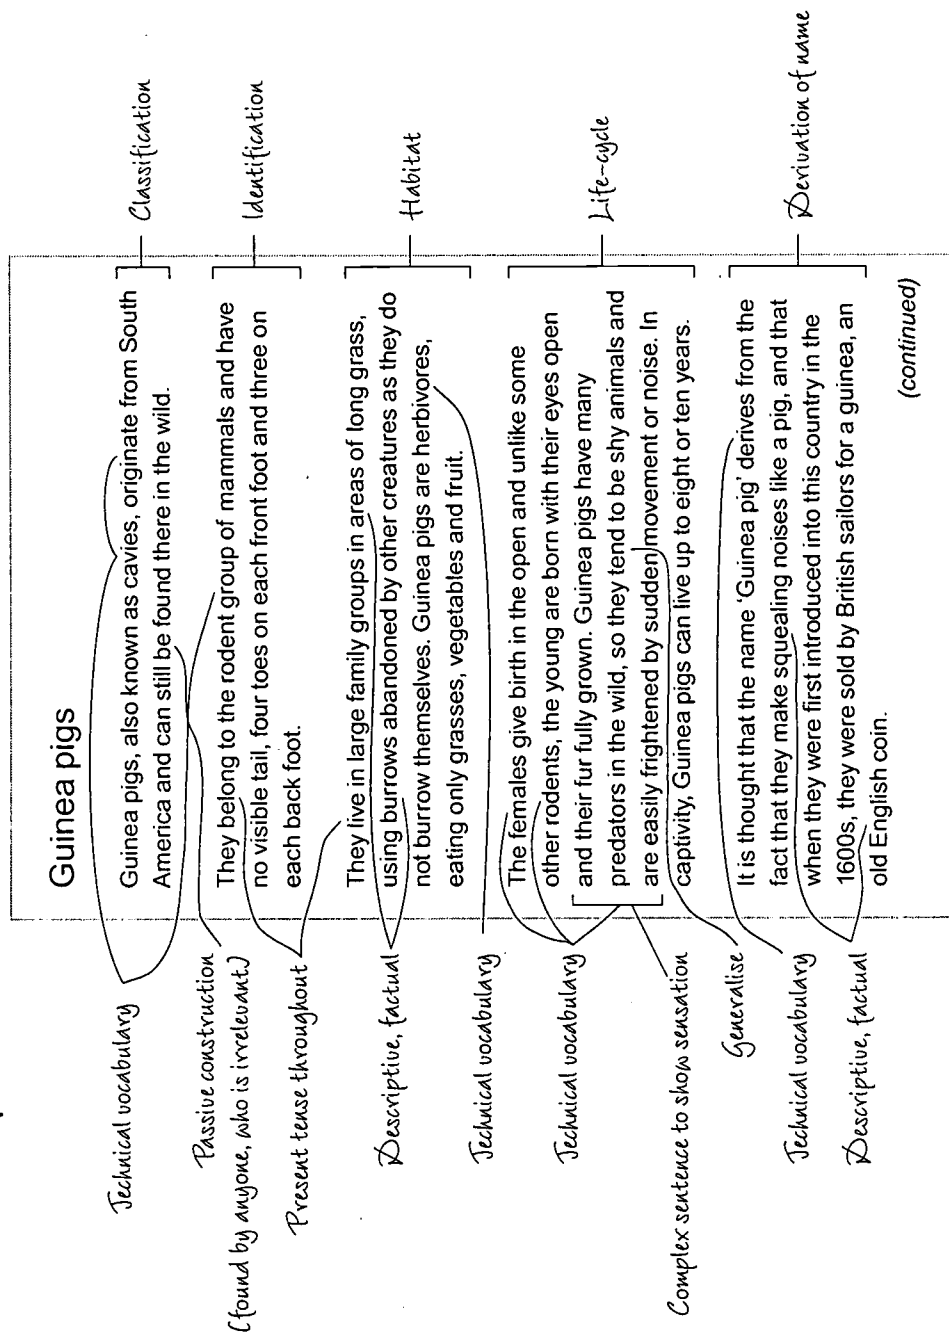 Guinea pigs
Guinea pigs, also known as cavies, originate from South
America and can still be found there in the wild.
They belong to the rodent group of mammals and have
no visible tail, four toes on each front foot and three on
each back foot.
They live in large family groups in areas of long grass,
using burrows abandoned by other creatures as they do
not burrow themselves. Guinea pigs are herbivores,
eating only grasses, vegetables and fruit.
The females give birth in the open and unlike some
other rodents, the young are born with their eyes open
and their fur fully grown. Guinea pigs have many
predators in the wild, so they tend to be shy animals and
are easily frightened by sudden movement or noise. In
captivity, Guinea pigs can live up to eight or ten years.
It is thought that the name ‘Guinea pig’ derives from the
fact that they make squealing noises like a pig, and that
when they were first introduced into this country in the
1600s, they were sold by British sailors for a guinea, an
old English coin.
(continued)
Technical vocabulary
Passive construction
(found by anyone, who is irrelevant)
Present tense throughout
Descriptive, factual
Technical vocabulary
Technical vocabulary
Complex sentence to show sensation
Generalise
Technical vocabulary
Descriptive, factual
Classification
Identification
Habitat
Life-cycle
Derivation of name